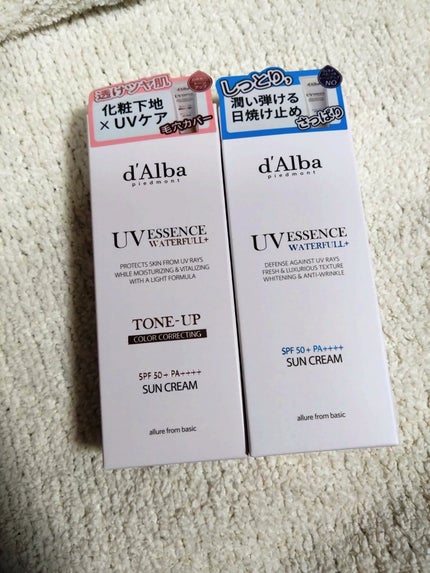 透けツヤ肌
化粧下地
×UVケア
毛穴カバー
d'Alba
piedmont
UV ESSENCE
WATERFULL+
PROTECTS SKIN FROM UV RAYS
WHILE MOISTURIZING & VITALIZING
WITH A LIGHT FORMULA
TONE-UP
COLOR CORRECTING
SPF 50+ PA++++
SUN CREAM
allure from basic
しっとり,
潤い弾ける
日焼け止め
さっぱり
d'Alba
NO
d'Alba
piedmont
UV ESSENCE
WATERFULL+
DEFENSE AGAINST UV RAYS
FRESH & LUXURIOUS TEXTURE
WHITENING & ANTI-WRINKLE
SPF 50+ PA++++
SUN CREAM
allure from basic